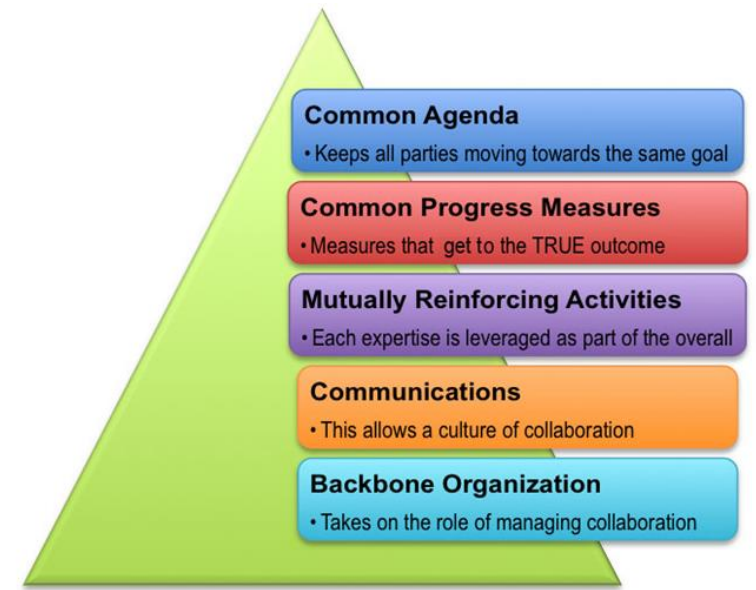 Common Agenda
• Keeps all parties moving towards the same goal
Common Progress Measures
• Measures that get to the TRUE outcome
Mutually Reinforcing Activities
• Each expertise is leveraged as part of the overall
Communications
• This allows a culture of collaboration
Backbone Organization
• Takes on the role of managing collaboration